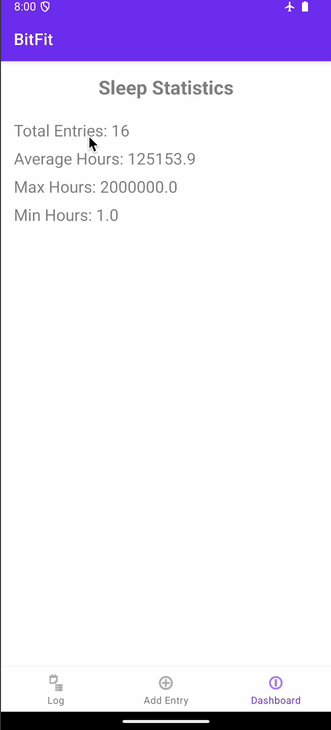 8:00
BitFit
Sleep Statistics
Total Entries: 16
Average Hours: 125153.9
Max Hours: 2000000.0
Min Hours: 1.0
Log
Add Entry
Dashboard